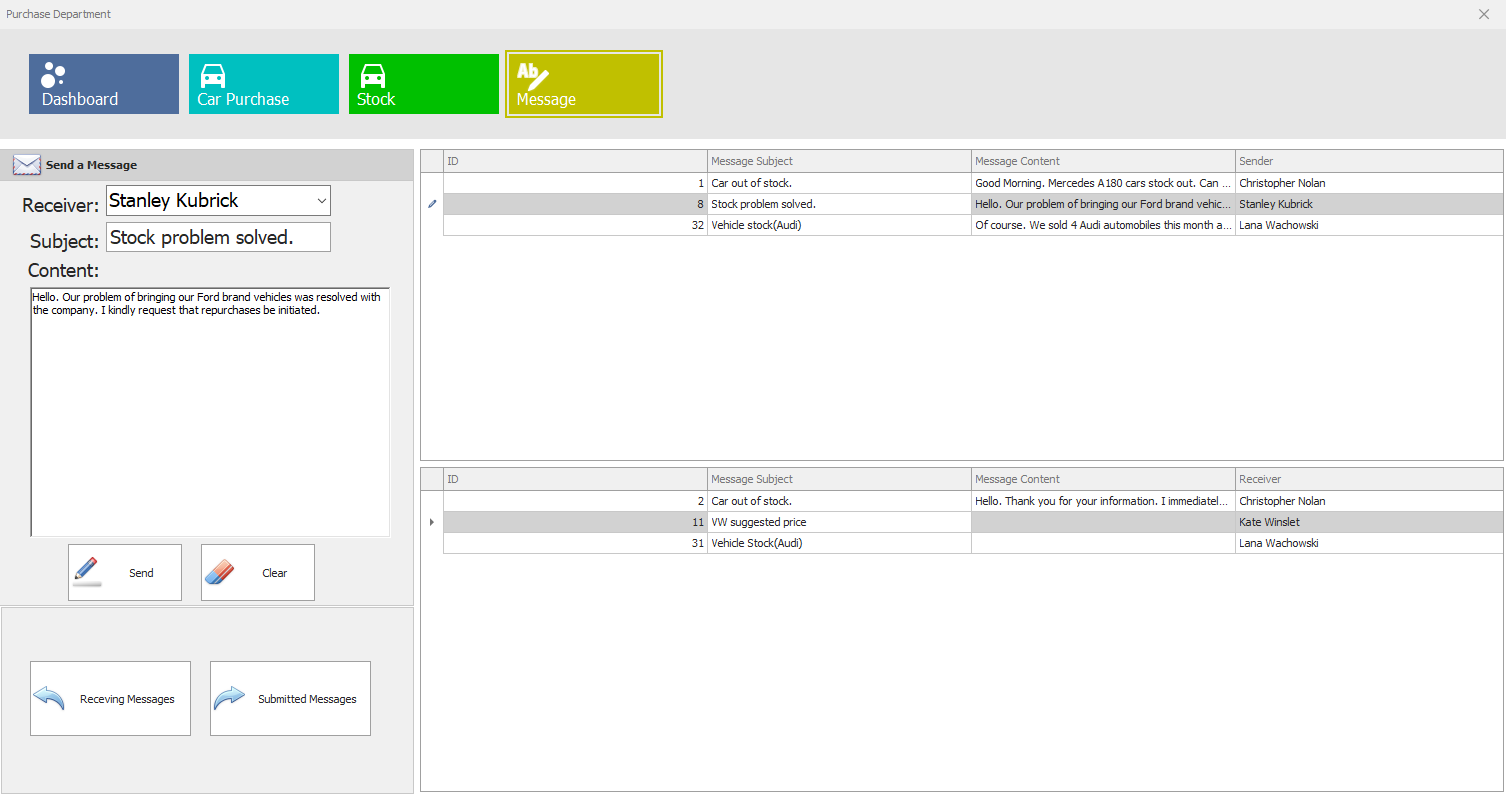 Purchase Department
Dashboard
Car Purchase
Stock
Ab
Message
Send a Message
Receiver: Stanley Kubrick
Subject: Stock problem solved.
Content:
Hello. Our problem of bringing our Ford brand vehicles was resolved with
the company. I kindly request that repurchases be initiated.
Send
Clear
Receving Messages
Submitted Messages
ID Message Subject Message Content Sender
1 Car out of stock. Good Morning. Mercedes A180 cars stock out. Can ... Christopher Nolan
8 Stock problem solved. Hello. Our problem of bringing our Ford brand vehic... Stanley Kubrick
32 Vehicle stock(Audi) Of course. We sold 4 Audi automobiles this month a... Lana Wachowski
ID Message Subject Message Content Receiver
2 Car out of stock. Hello. Thank you for your information. I immediatel... Christopher Nolan
11 VW suggested price Kate Winslet
31 Vehicle Stock(Audi) Lana Wachowski